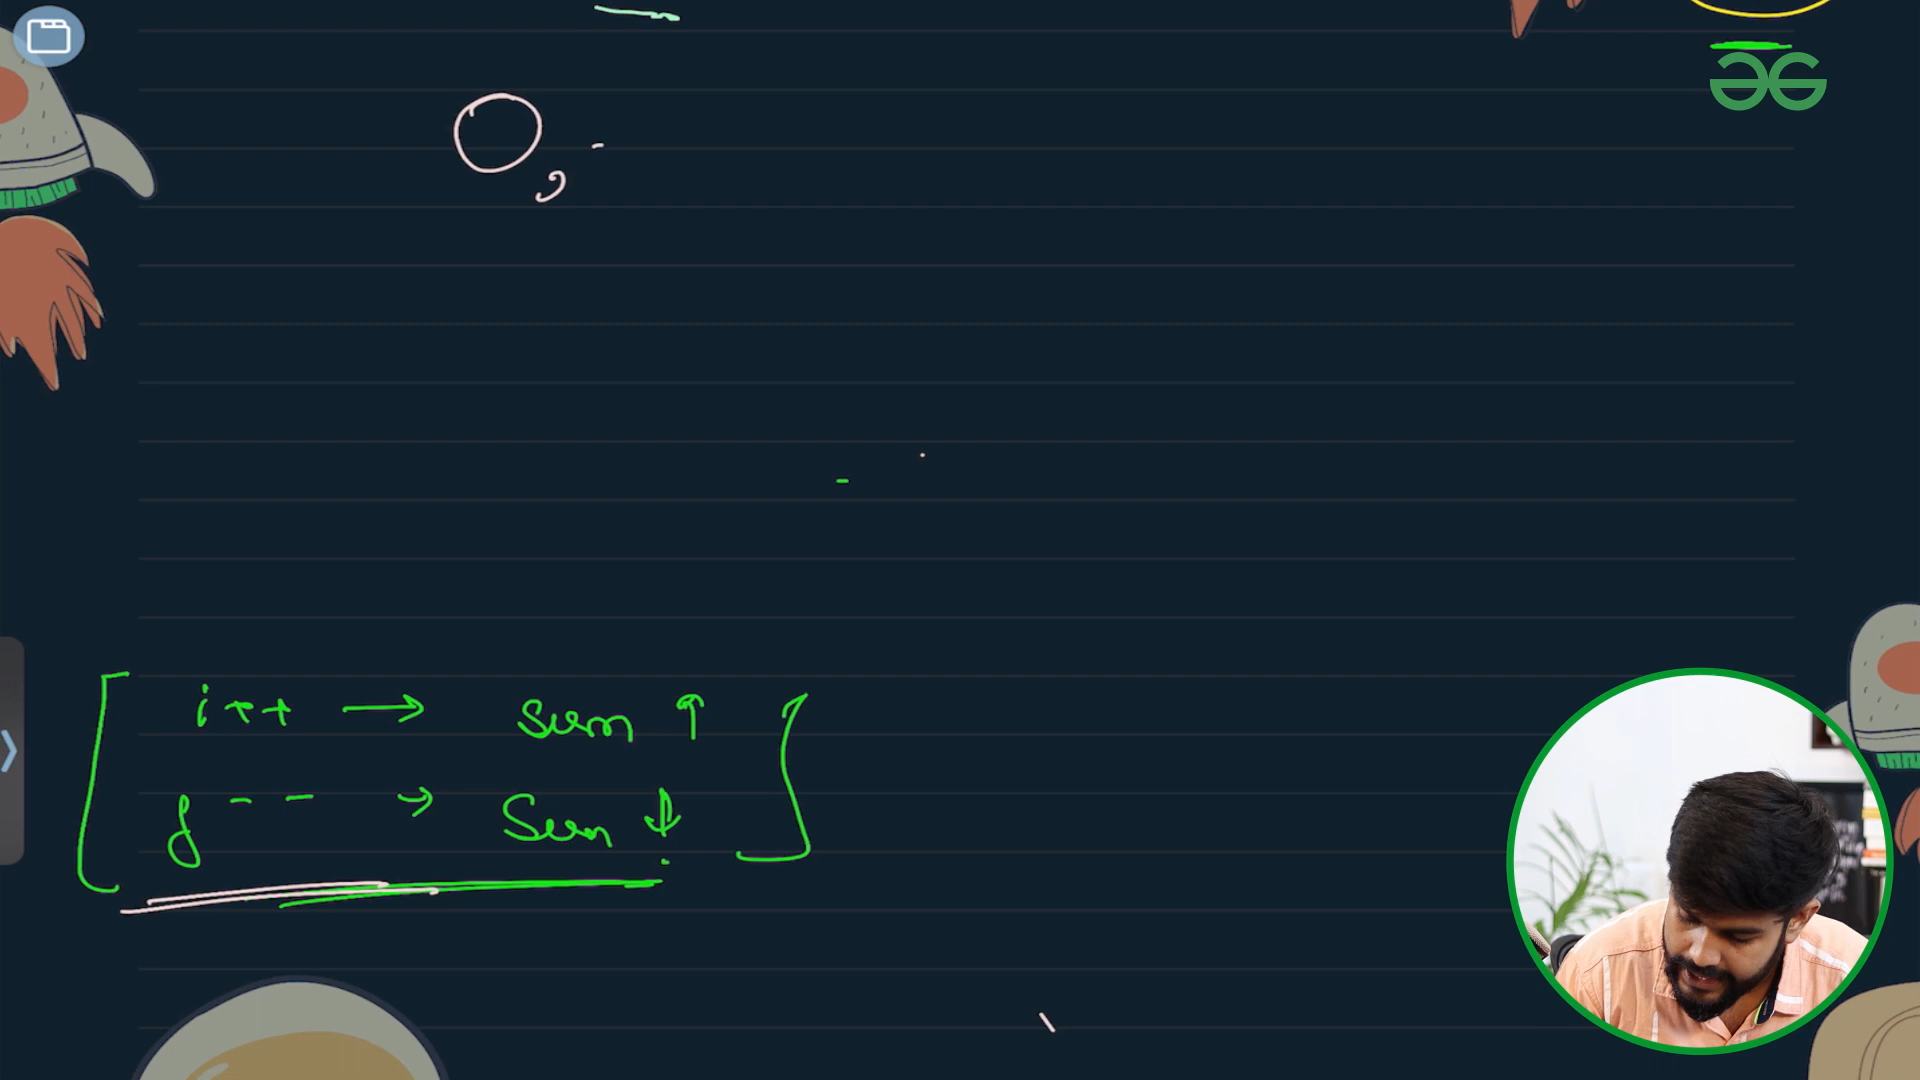 i++ → sum ↑
j-- → Sum ↓